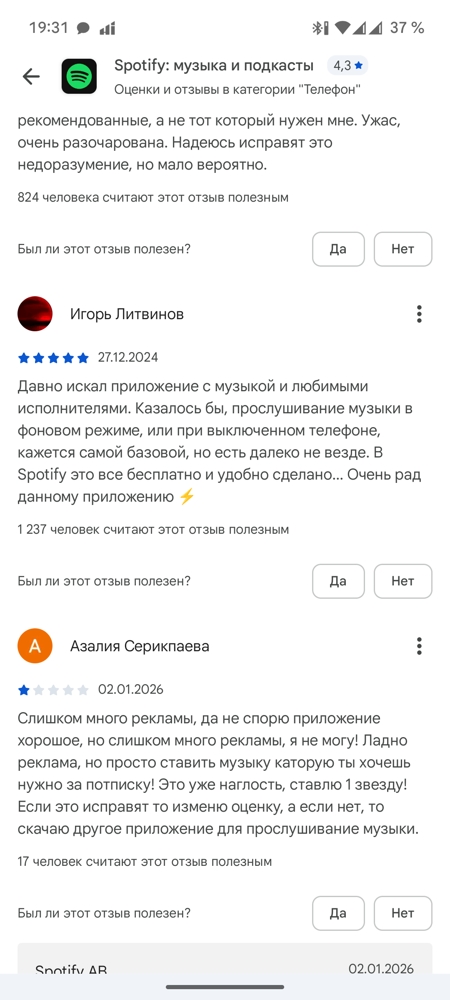 19:31
37 %
Spotify: музыка и подкасты 4,3
Оценки и отзывы в категории "Телефон"
рекомендованные, а не тот который нужен мне. Ужас,
очень разочарована. Надеюсь исправят это
недоразумение, но мало вероятно.
824 человека считают этот отзыв полезным
Был ли этот отзыв полезен? Да Нет
Игорь Литвинов
27.12.2024
Давно искал приложение с музыкой и любимыми
исполнителями. Казалось бы, прослушивание музыки в
фоновом режиме, или при выключенном телефоне,
кажется самой базовой, но есть далеко не везде. В
Spotify это все бесплатно и удобно сделано... Очень рад
данному приложению ⚡
1 237 человек считают этот отзыв полезным
Был ли этот отзыв полезен? Да Нет
А Азалия Серикпаева
02.01.2026
Слишком много рекламы, да не спорю приложение
хорошое, но слишком много рекламы, я не могу! Ладно
реклама, но просто ставить музыку каторую ты хочешь
нужно за потписку! Это уже наглость, ставлю 1 звезду!
Если это исправят то изменю оценку, а если нет, то
скачаю другое приложение для прослушивание музыки.
17 человек считают этот отзыв полезным
Был ли этот отзыв полезен? Да Нет
Spotify AB 02.01.2026